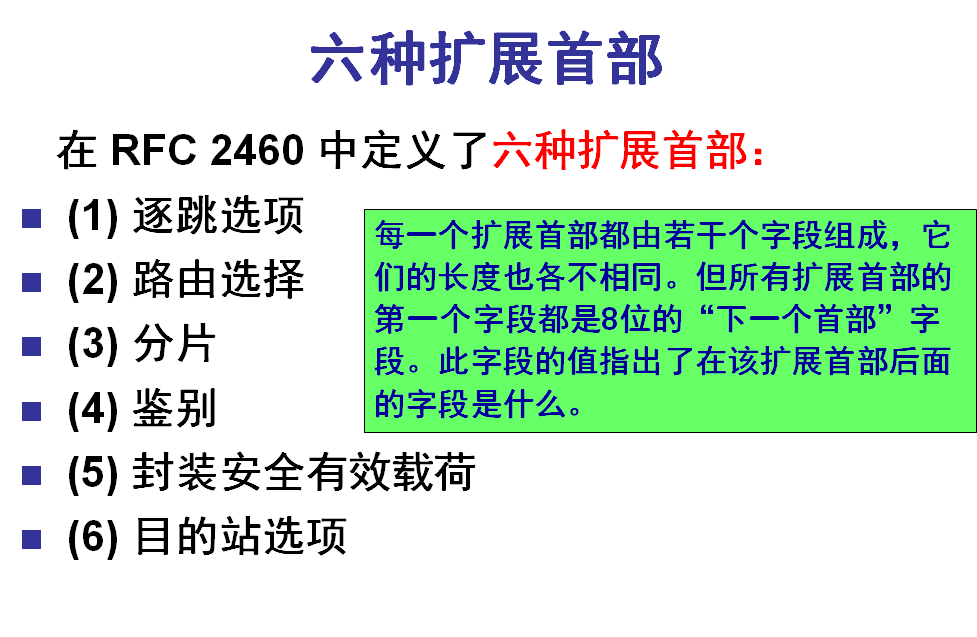 六种扩展首部
在 RFC 2460 中定义了六种扩展首部：
(1) 逐跳选项
(2) 路由选择
(3) 分片
(4) 鉴别
(5) 封装安全有效载荷
(6) 目的站选项
每一个扩展首部都由若干个字段组成，它
们的长度也各不相同。但所有扩展首部的
第一个字段都是8位的“下一个首部”字
段。此字段的值指出了在该扩展首部后面
的字段是什么。